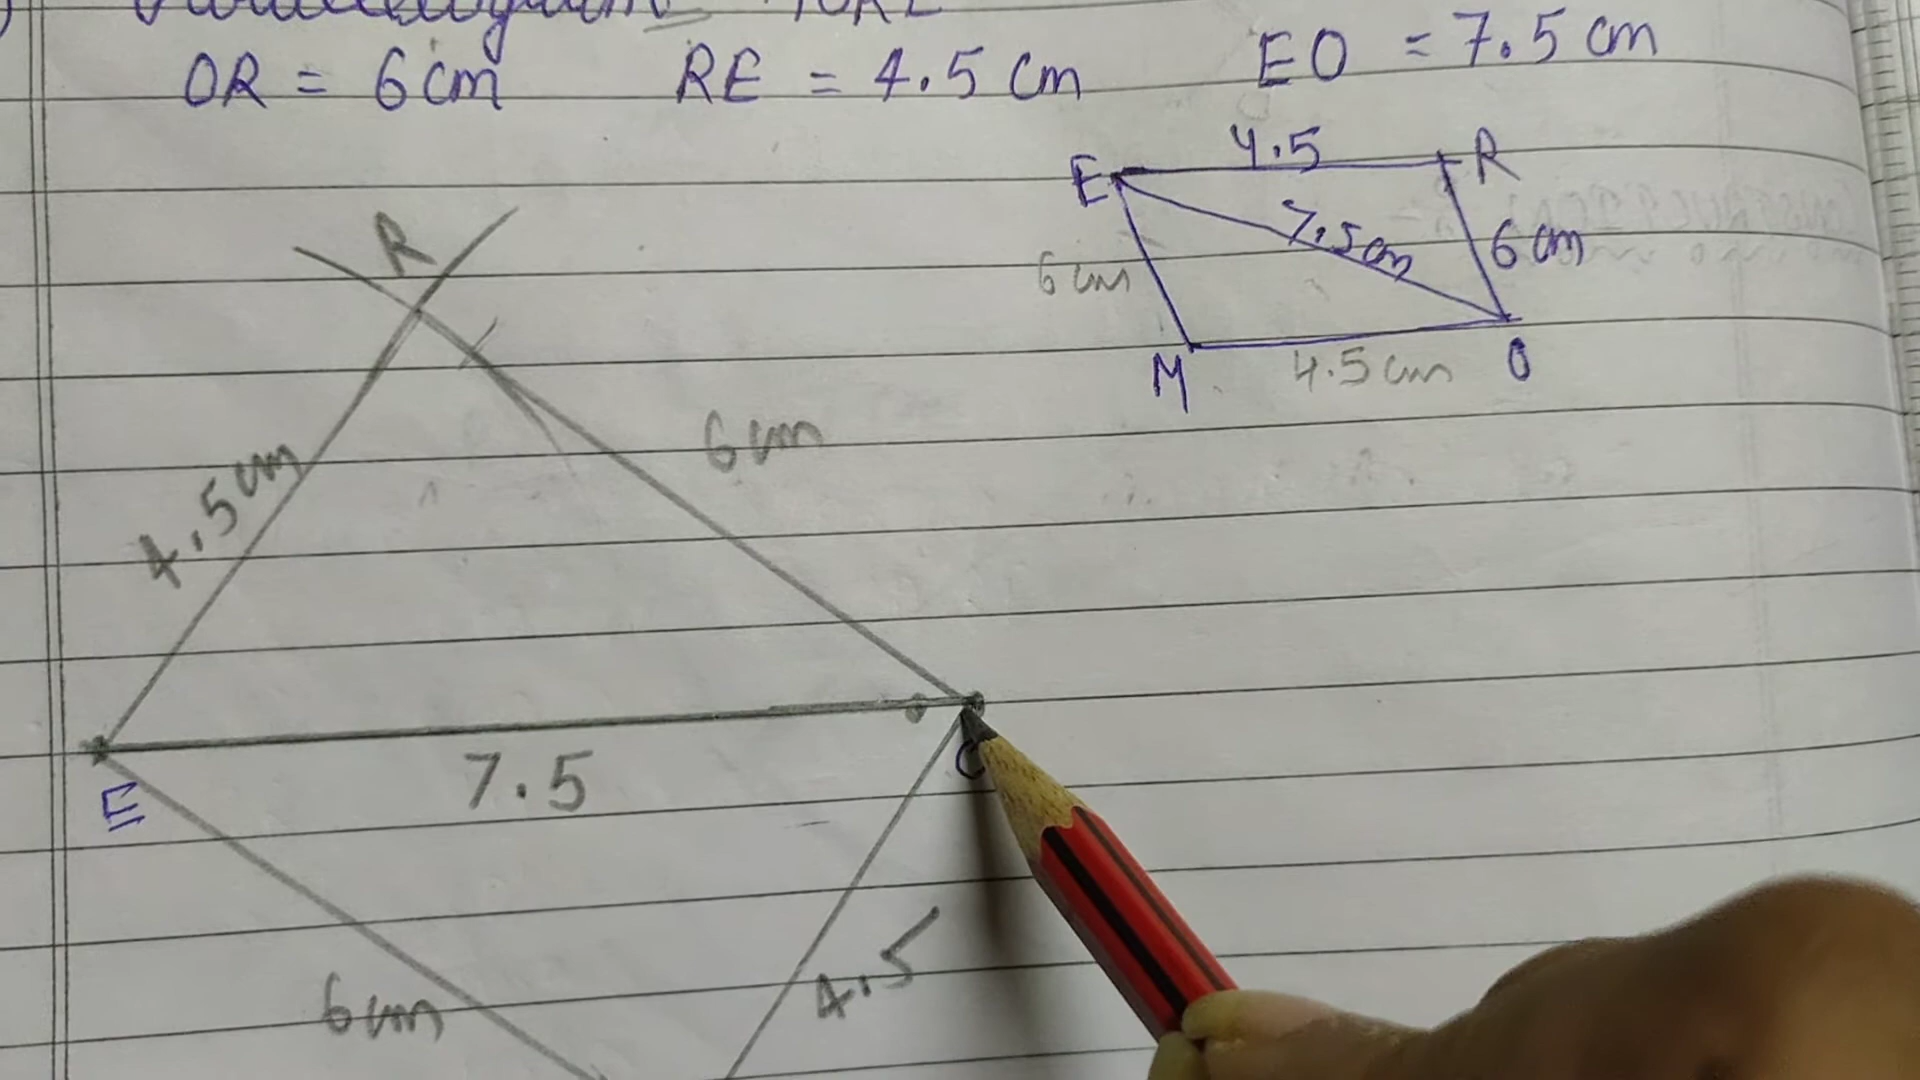 OR = 6 cm RE = 4.5 cm EO = 7.5 cm
4.5
E R
7.5 cm
6 cm 6 cm
M 4.5 cm O
R
4.5 cm 6 cm
E 7.5
6 cm 4.5